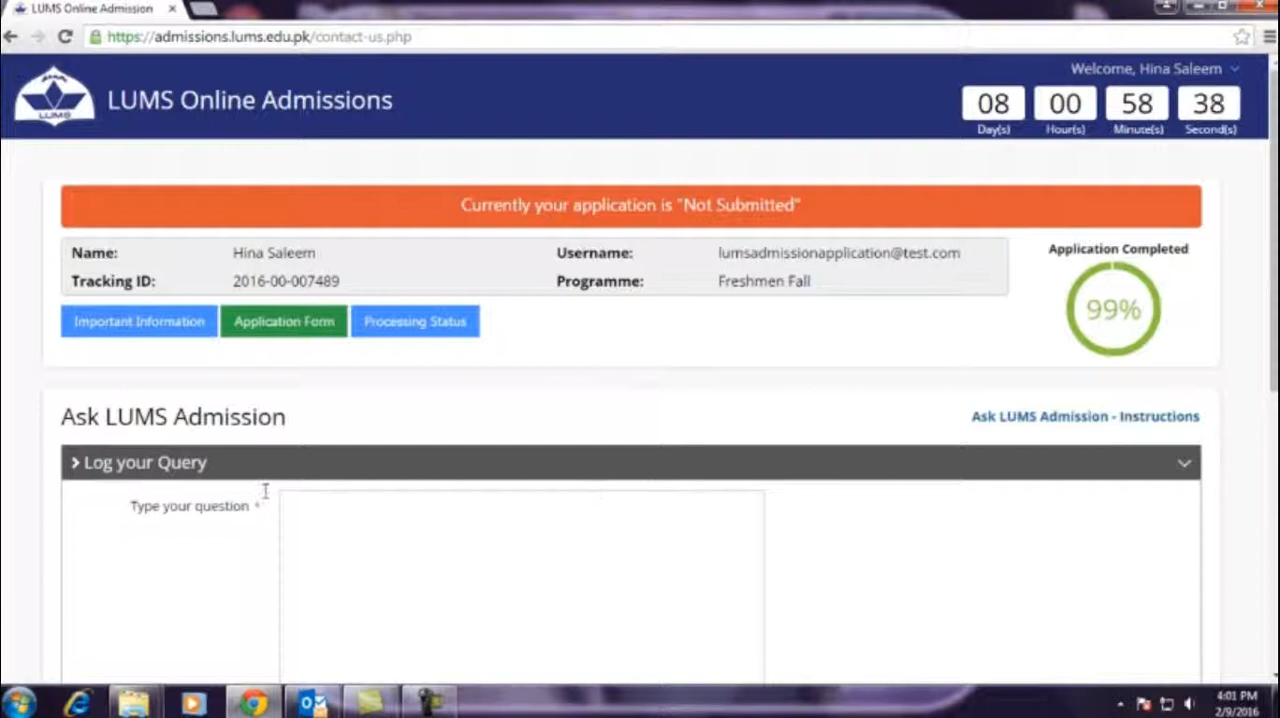 LUMS Online Admission
https://admissions.lums.edu.pk/contact-us.php
Welcome, Hina Saleem
LUMS
LUMS Online Admissions
08 00 58 38
Day(s) Hour(s) Minute(s) Second(s)
Currently your application is "Not Submitted"
Name: Hina Saleem Username: lumsadmissionapplication@test.com
Tracking ID: 2016-00-007489 Programme: Freshmen Fall
Application Completed
99%
Important Information Application Form Processing Status
Ask LUMS Admission Ask LUMS Admission - Instructions
Log your Query
Type your question *
4:01 PM
2/9/2016